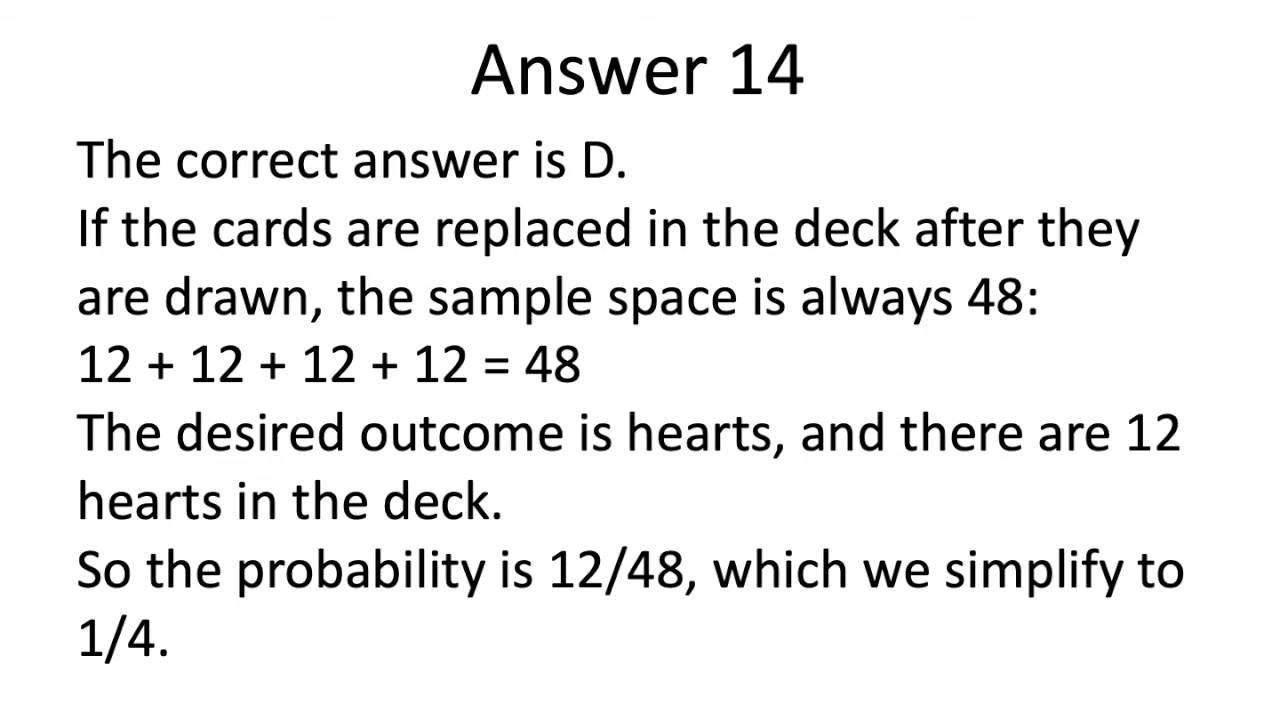 Answer 14
The correct answer is D.
If the cards are replaced in the deck after they
are drawn, the sample space is always 48:
12 + 12 + 12 + 12 = 48
The desired outcome is hearts, and there are 12
hearts in the deck.
So the probability is 12/48, which we simplify to
1/4.